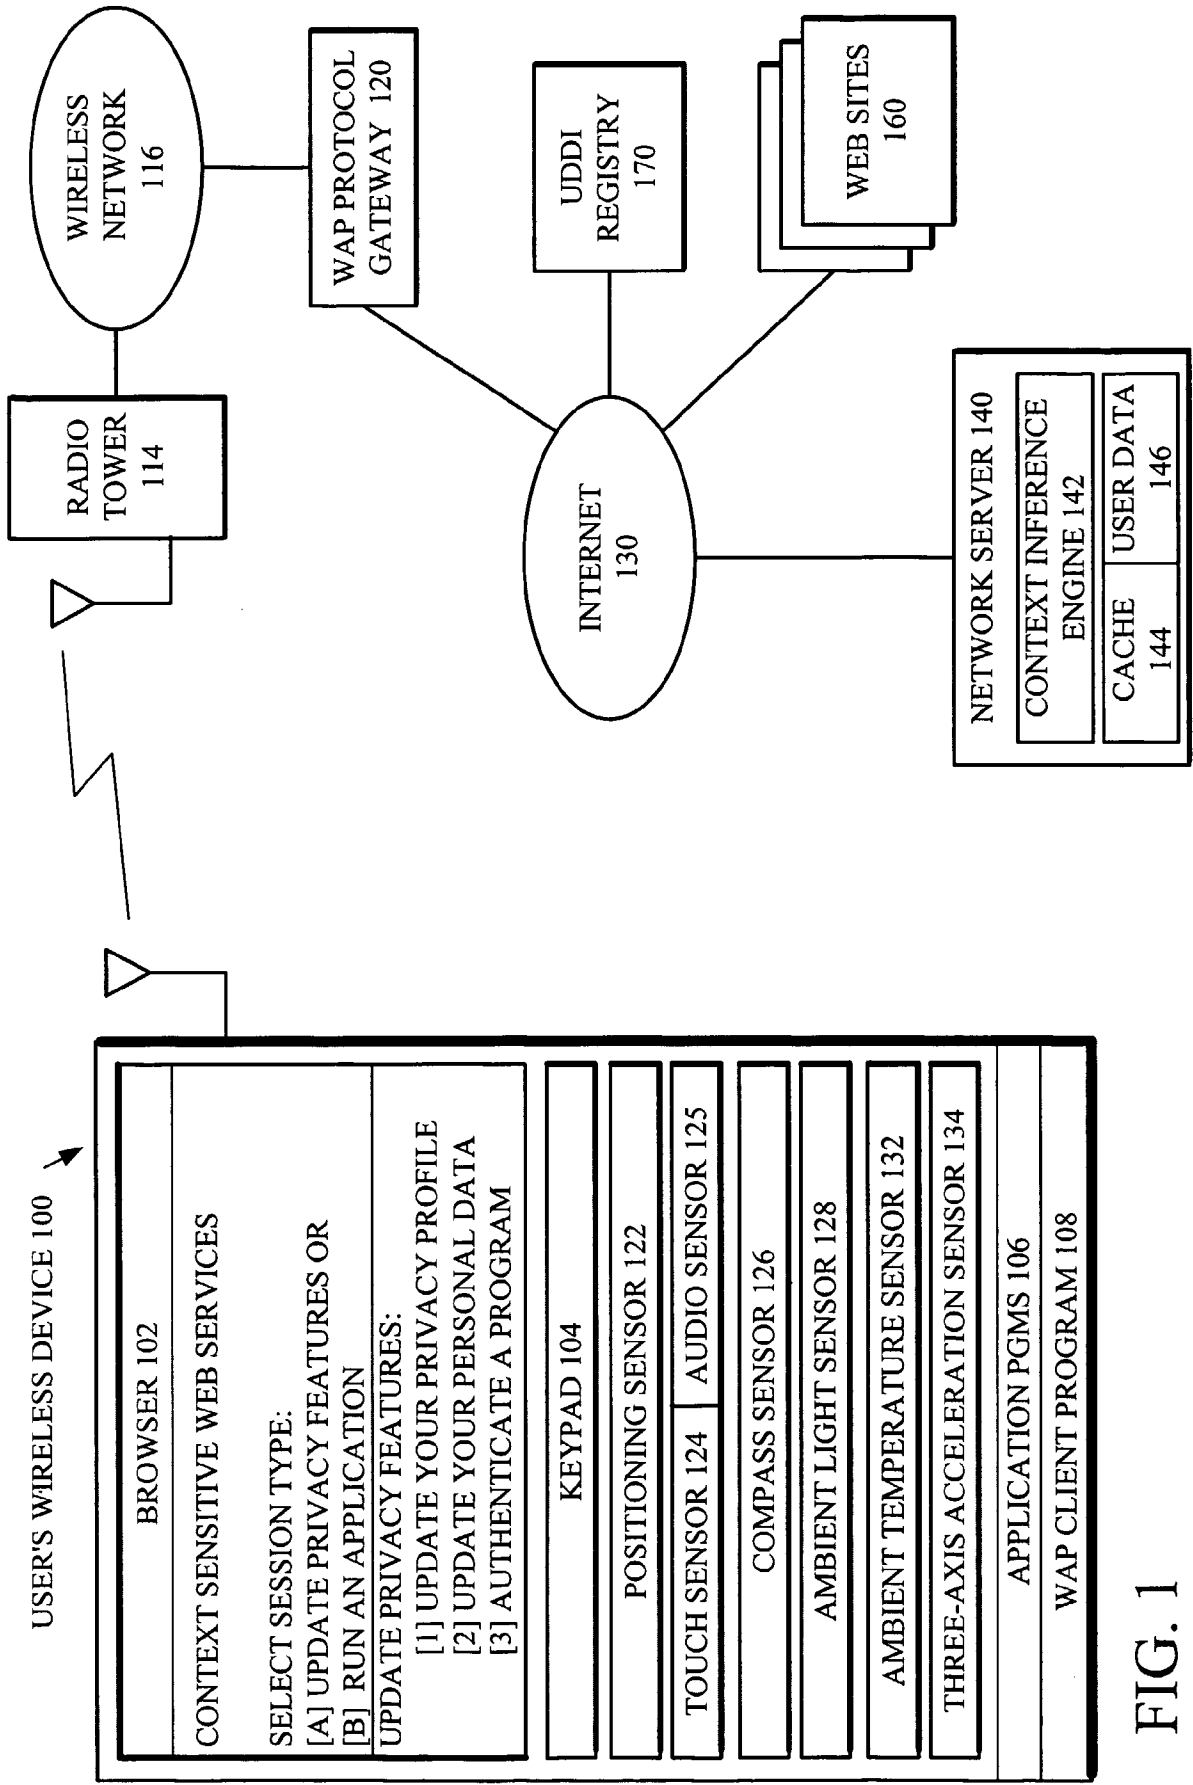 USER'S WIRELESS DEVICE 100
BROWSER 102
CONTEXT SENSITIVE WEB SERVICES
SELECT SESSION TYPE:
[A] UPDATE PRIVACY FEATURES OR
[B] RUN AN APPLICATION
UPDATE PRIVACY FEATURES:
[1] UPDATE YOUR PRIVACY PROFILE
[2] UPDATE YOUR PERSONAL DATA
[3] AUTHENTICATE A PROGRAM
KEYPAD 104
POSITIONING SENSOR 122
TOUCH SENSOR 124
AUDIO SENSOR 125
COMPASS SENSOR 126
AMBIENT LIGHT SENSOR 128
AMBIENT TEMPERATURE SENSOR 132
THREE-AXIS ACCELERATION SENSOR 134
APPLICATION PGMS 106
WAP CLIENT PROGRAM 108
RADIO
TOWER
114
WIRELESS
NETWORK
116
WAP PROTOCOL
GATEWAY 120
INTERNET
130
UDDI
REGISTRY
170
WEB SITES
160
NETWORK SERVER 140
CONTEXT INFERENCE
ENGINE 142
CACHE
144
USER DATA
146
FIG. 1